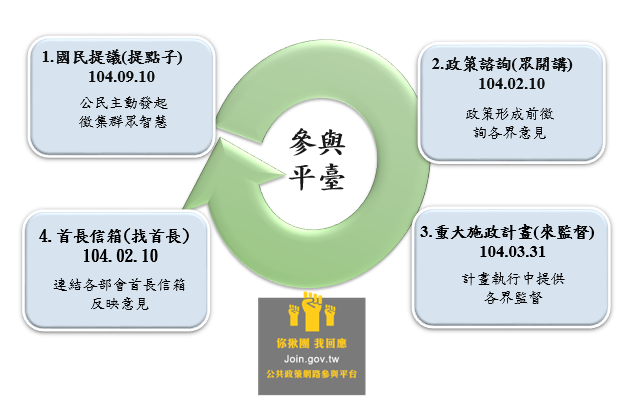 1.國民提議(提點子)
104.09.10
公民主動發起
徵集群眾智慧
2.政策諮詢(眾開講)
104.02.10
政策形成前徵
詢各界意見
參與
平臺
4. 首長信箱(找首長)
104.02.10
連結各部會首長信箱
反映意見
3.重大施政計畫(來監督)
104.03.31
計畫執行中提供
各界監督
你揪團 我回應
Join.gov.tw
公共政策網路參與平台